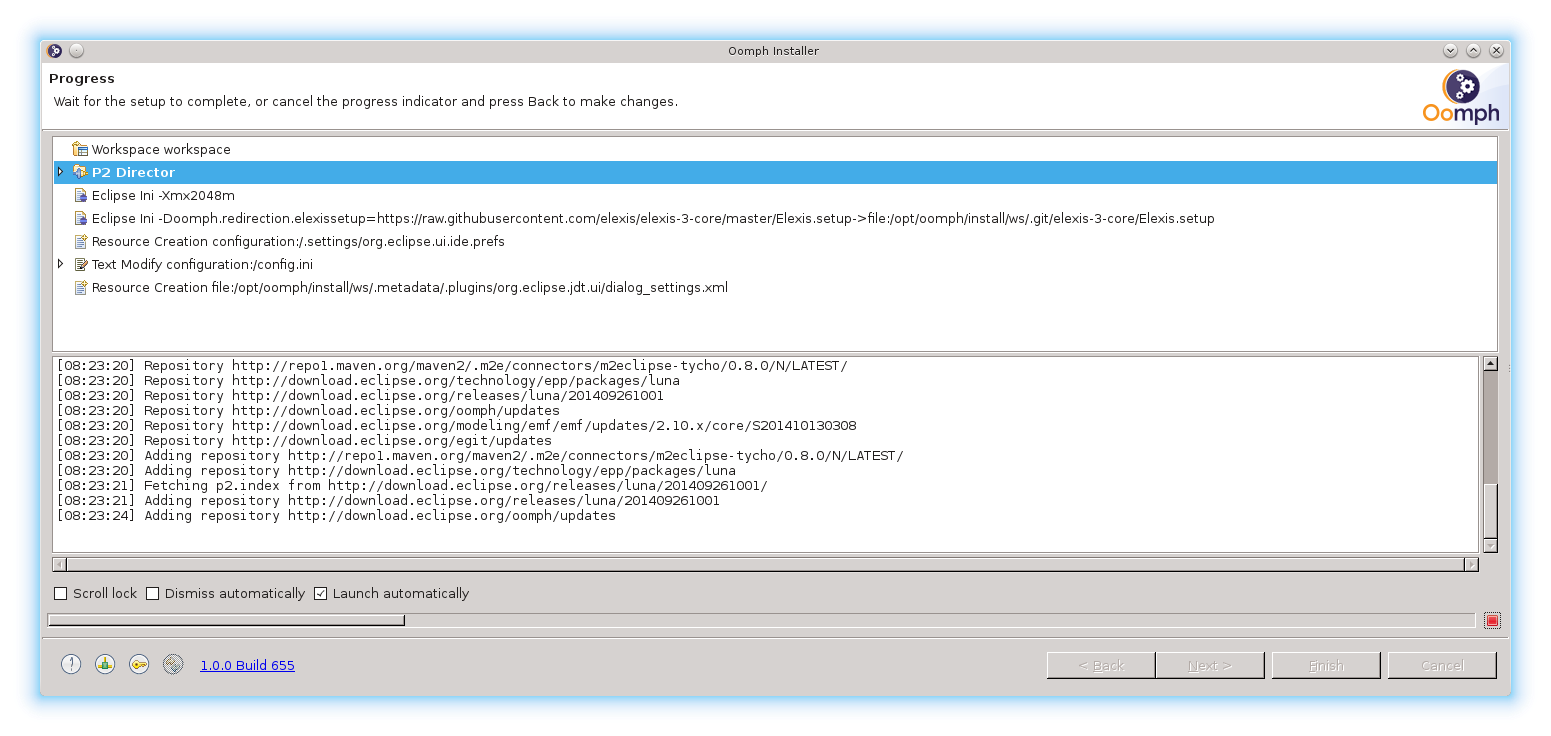 Oomph Installer
Progress
Wait for the setup to complete, or cancel the progress indicator and press Back to make changes.
Oomph
Workspace workspace
P2 Director
Eclipse Ini -Xmx2048m
Eclipse Ini -Doomph.redirection.elexissetup=https://raw.githubusercontent.com/elexis/elexis-3-core/master/Elexis.setup->file:/opt/oomph/install/ws/.git/elexis-3-core/Elexis.setup
Resource Creation configuration:/.settings/org.eclipse.ui.ide.prefs
Text Modify configuration:/config.ini
Resource Creation file:/opt/oomph/install/ws/.metadata/.plugins/org.eclipse.jdt.ui/dialog_settings.xml
[08:23:20] Repository http://repo1.maven.org/maven2/.m2e/connectors/m2eclipse-tycho/0.8.0/N/LATEST/
[08:23:20] Repository http://download.eclipse.org/technology/epp/packages/luna
[08:23:20] Repository http://download.eclipse.org/releases/luna/201409261001
[08:23:20] Repository http://download.eclipse.org/oomph/updates
[08:23:20] Repository http://download.eclipse.org/modeling/emf/emf/updates/2.10.x/core/S201410130308
[08:23:20] Repository http://download.eclipse.org/egit/updates
[08:23:20] Adding repository http://repo1.maven.org/maven2/.m2e/connectors/m2eclipse-tycho/0.8.0/N/LATEST/
[08:23:20] Adding repository http://download.eclipse.org/technology/epp/packages/luna
[08:23:21] Fetching p2.index from http://download.eclipse.org/releases/luna/201409261001/
[08:23:21] Adding repository http://download.eclipse.org/releases/luna/201409261001
[08:23:24] Adding repository http://download.eclipse.org/oomph/updates
Scroll lock Dismiss automatically Launch automatically
1.0.0 Build 655 < Back Next > Finish Cancel